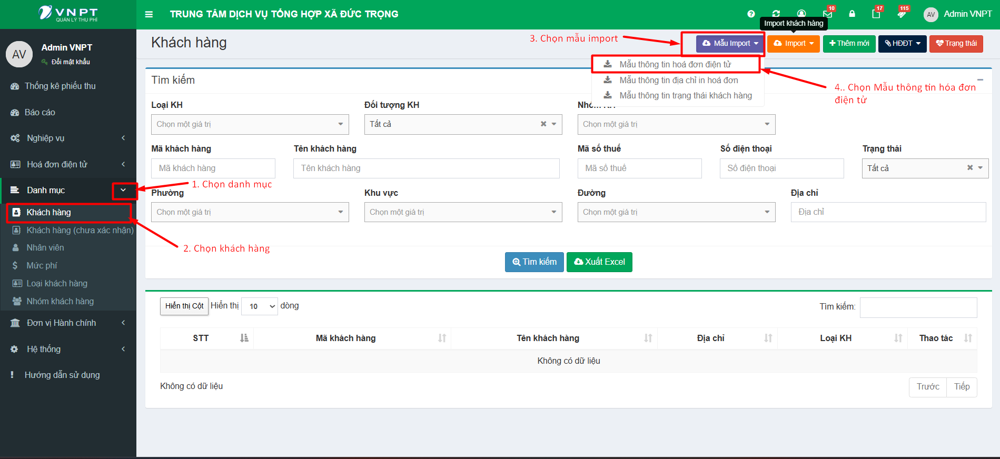 VNPT
QUẢN LÝ THU PHÍ
TRUNG TÂM DỊCH VỤ TỔNG HỢP XÃ ĐỨC TRỌNG
10
17
115
AV
Admin VNPT
Import khách hàng
AV
Admin VNPT
Đổi mật khẩu
Thống kê phiếu thu
Báo cáo
Nghiệp vụ
Hoá đơn điện tử
Danh mục
Khách hàng
Khách hàng (chưa xác nhận)
Nhân viên
Mức phí
Loại khách hàng
Nhóm khách hàng
Đơn vị Hành chính
Hệ thống
Hướng dẫn sử dụng
Khách hàng
3. Chọn mẫu import
Mẫu Import
Import
Thêm mới
HĐĐT
Trạng thái
Mẫu thông tin hoá đơn điện tử
Mẫu thông tin địa chỉ in hoá đơn
Mẫu thông tin trạng thái khách hàng
4.. Chọn Mẫu thông tin hóa đơn
điện tử
1. Chọn danh mục
2. Chọn khách hàng
Tìm kiếm
Loại KH
Đối tượng KH
Nhóm KH
Chọn một giá trị
Tất cả
Chọn một giá trị
Mã khách hàng
Tên khách hàng
Mã số thuế
Số điện thoại
Trạng thái
Mã khách hàng
Tên khách hàng
Mã số thuế
Số điện thoại
Tất cả
Phường
Khu vực
Đường
Địa chỉ
Chọn một giá trị
Chọn một giá trị
Chọn một giá trị
Địa chỉ
Tìm kiếm
Xuất Excel
Hiển thị Cột
Hiển thị 10 dòng
Tìm kiếm:
STT
Mã khách hàng
Tên khách hàng
Địa chỉ
Loại KH
Thao tác
Không có dữ liệu
Không có dữ liệu
Trước
Tiếp